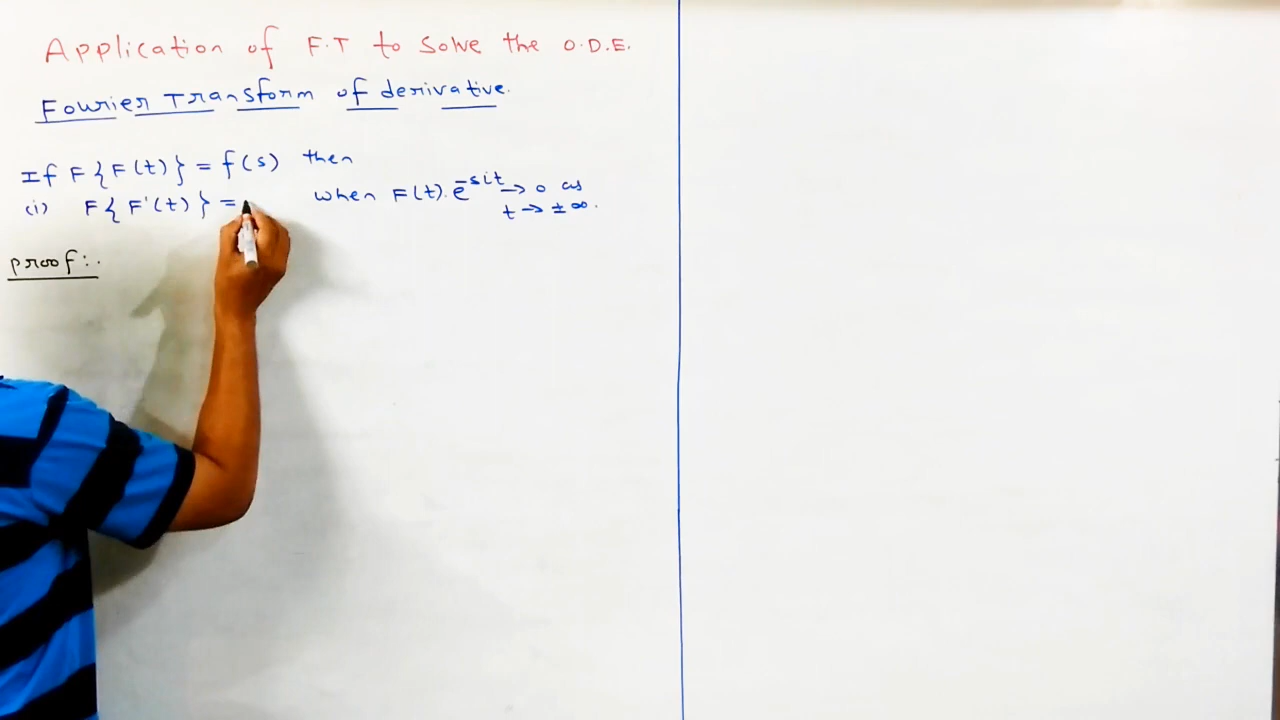 Application of F.T to Solve the O.D.E.
Fourier Transform of derivative.
If F{F(t)} = f(s) then
(i) F{F'(t)} = when F(t).e^-sit → 0 as
t → ± ∞.
proof:.